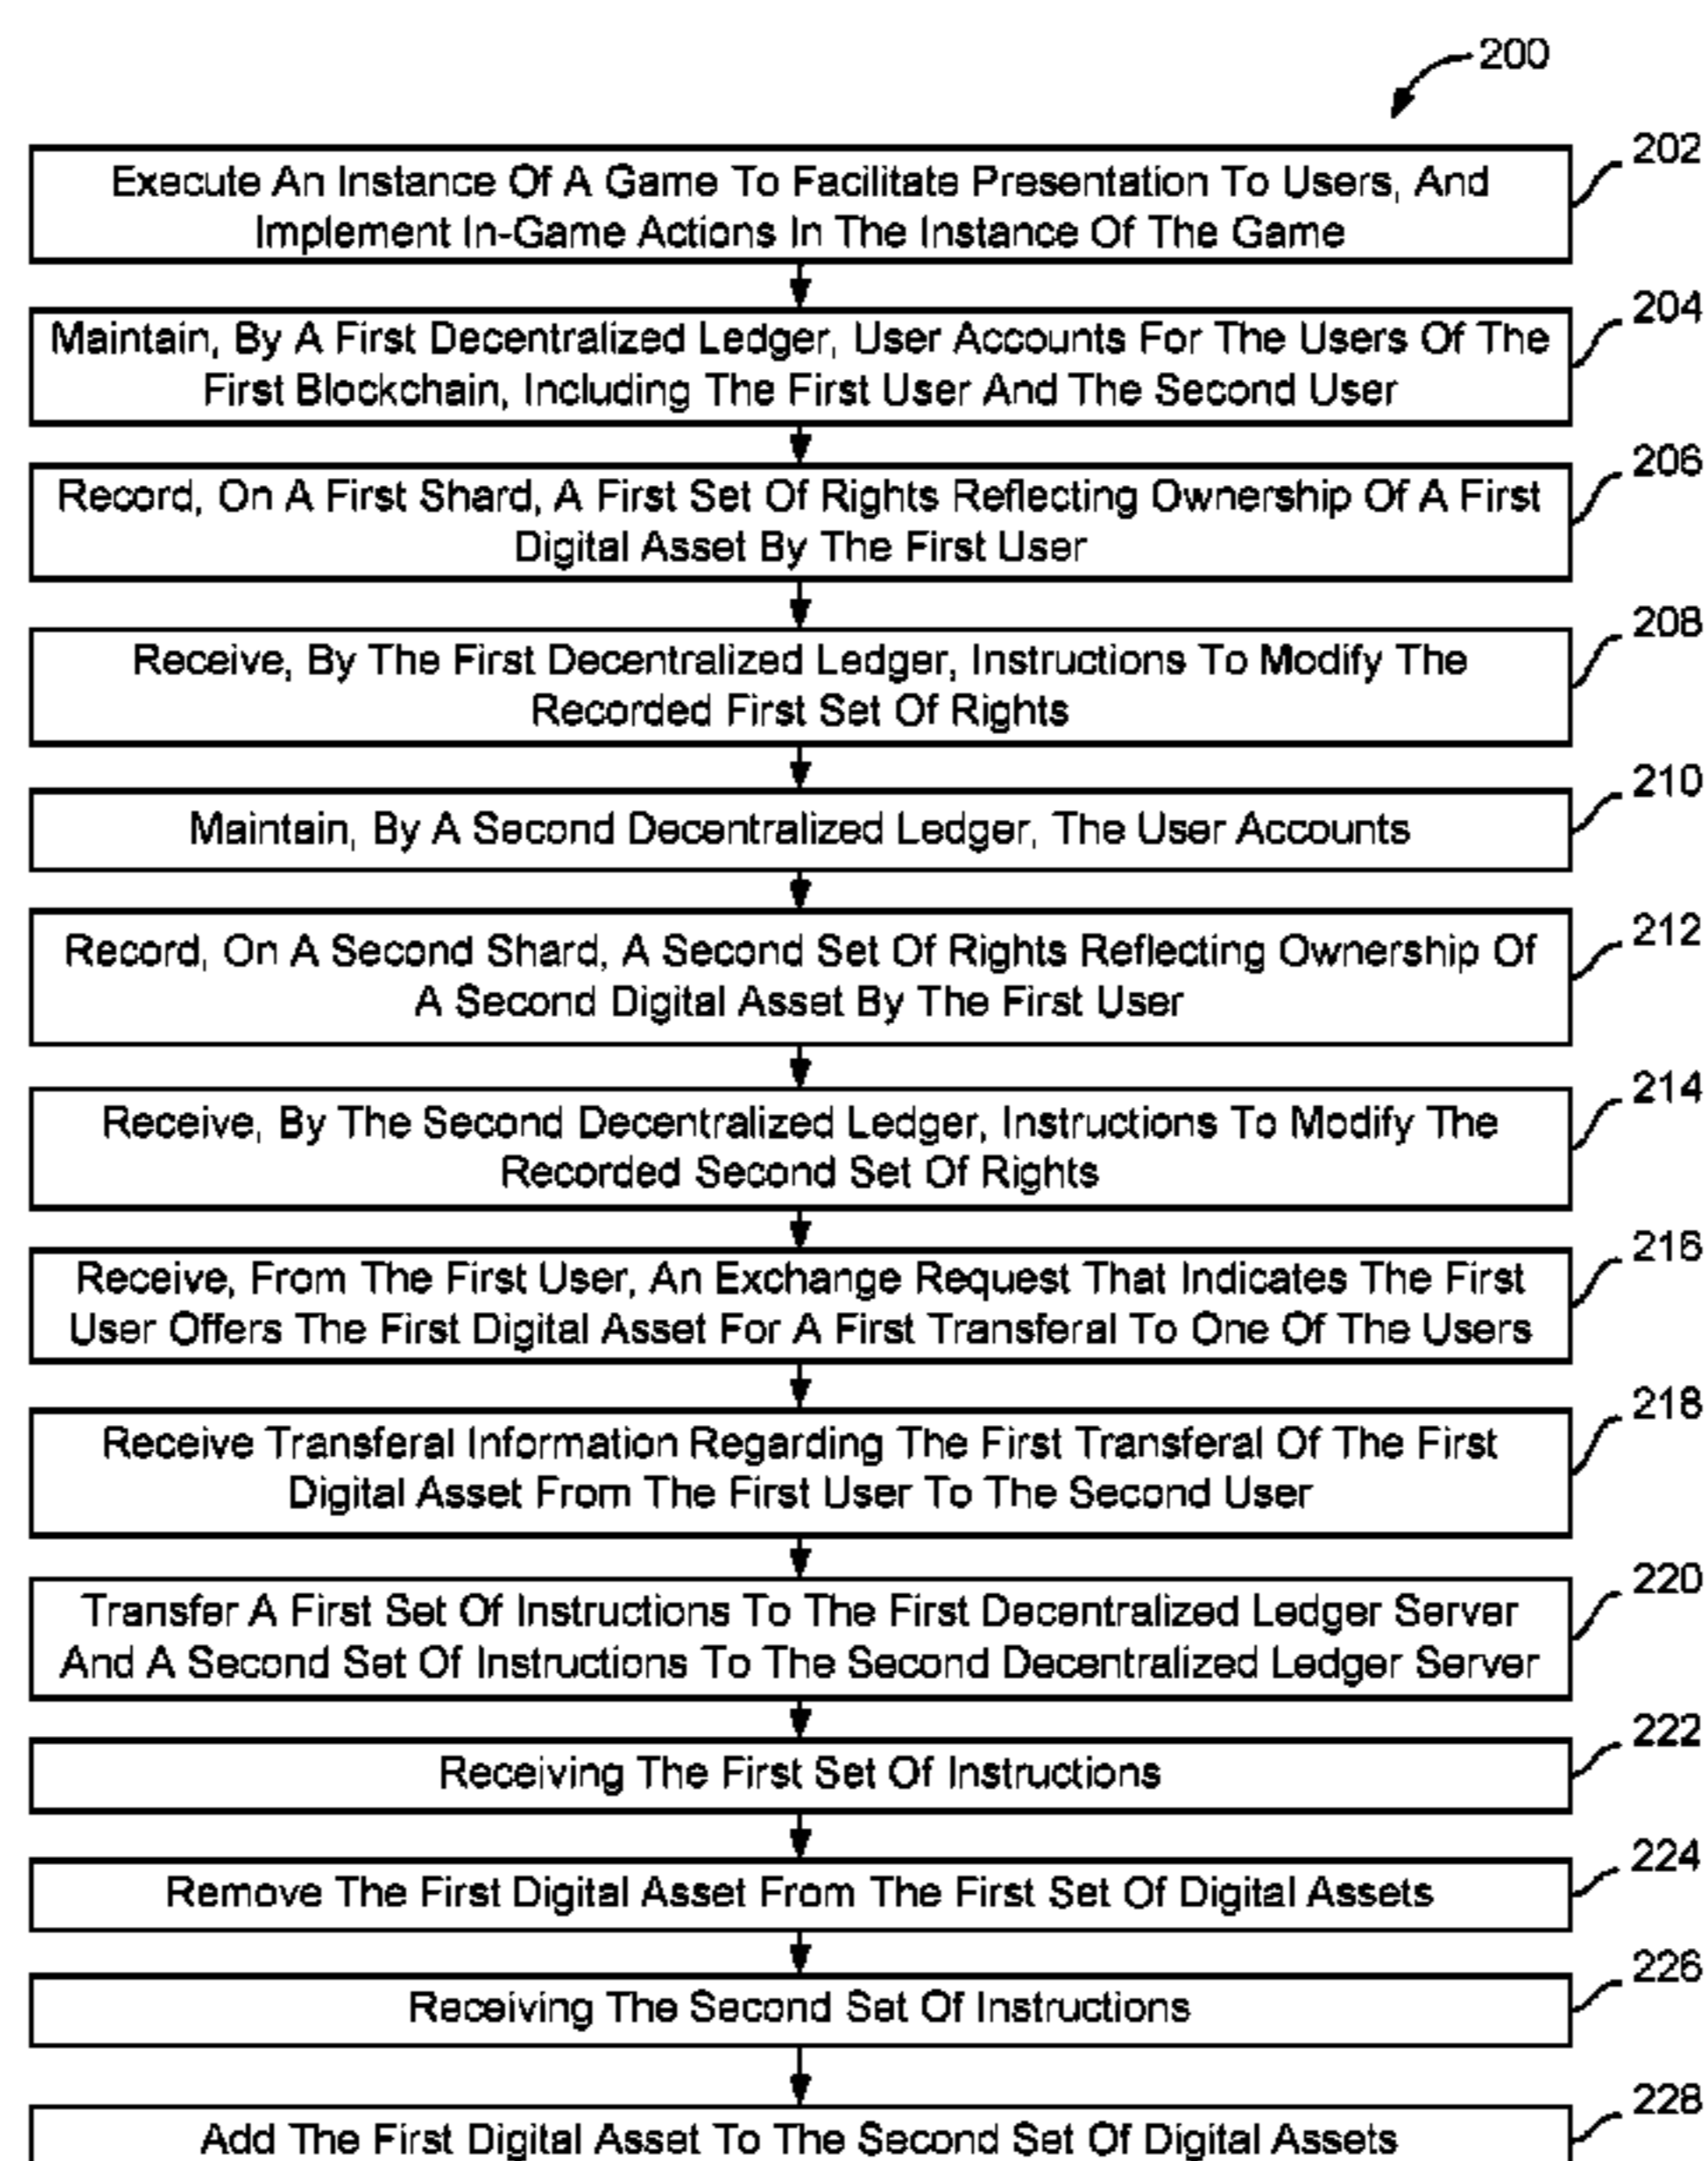 200
202
Execute An Instance Of A Game To Facilitate Presentation To Users, And
Implement In-Game Actions In The Instance Of The Game
204
Maintain, By A First Decentralized Ledger, User Accounts For The Users Of The
First Blockchain, Including The First User And The Second User
206
Record, On A First Shard, A First Set Of Rights Reflecting Ownership Of A First
Digital Asset By The First User
208
Receive, By The First Decentralized Ledger, Instructions To Modify The
Recorded First Set Of Rights
210
Maintain, By A Second Decentralized Ledger, The User Accounts
212
Record, On A Second Shard, A Second Set Of Rights Reflecting Ownership Of
A Second Digital Asset By The First User
214
Receive, By The Second Decentralized Ledger, Instructions To Modify The
Recorded Second Set Of Rights
216
Receive, From The First User, An Exchange Request That Indicates The First
User Offers The First Digital Asset For A First Transferal To One Of The Users
218
Receive Transferal Information Regarding The First Transferal Of The First
Digital Asset From The First User To The Second User
220
Transfer A First Set Of Instructions To The First Decentralized Ledger Server
And A Second Set Of Instructions To The Second Decentralized Ledger Server
222
Receiving The First Set Of Instructions
224
Remove The First Digital Asset From The First Set Of Digital Assets
226
Receiving The Second Set Of Instructions
228
Add The First Digital Asset To The Second Set Of Digital Assets